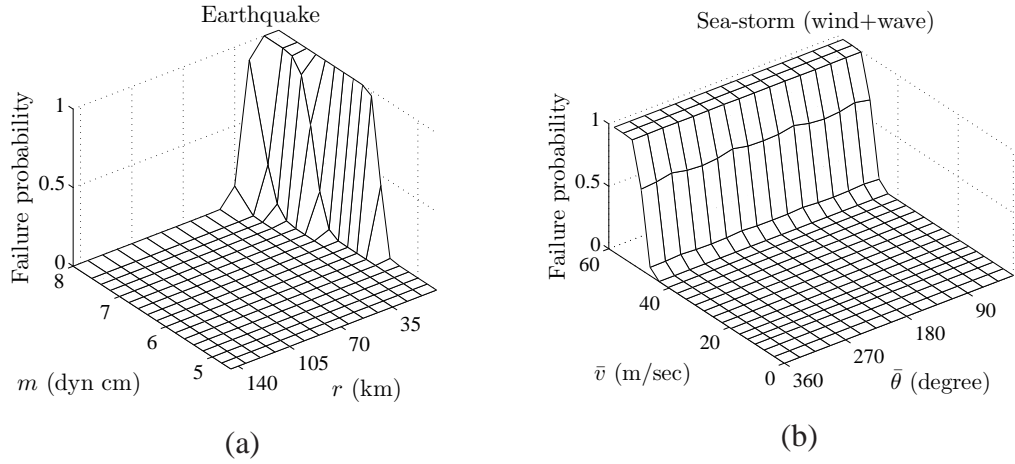 Earthquake
Failure probability
1
0.5
0
8
7
6
5
m (dyn cm)
140
105
70
35
r (km)
(a)
Sea-storm (wind+wave)
Failure probability
1
0.5
0
60
40
20
0
v̄ (m/sec)
360
270
180
90
θ̄ (degree)
(b)